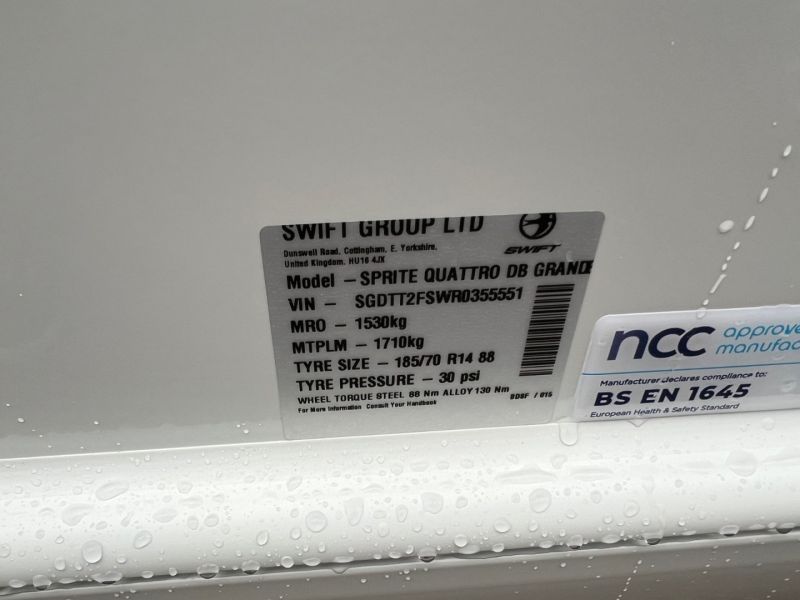 SWIFT GROUP LTD
Dunswell Road, Cottingham, E. Yorkshire,
United Kingdom, HU16 4JX
SWIFT
Model - SPRITE QUATTRO DB GRANDE
VIN - SGDTT2FSWR0355551
MRO - 1530kg
MTPLM - 1710kg
TYRE SIZE - 185/70 R14 88
TYRE PRESSURE - 30 psi
WHEEL TORQUE STEEL 88 Nm ALLOY 130 Nm
For More Information Consult Your Handbook
BDSF / 015
ncc approve
manufac
Manufacturer declares compliance to:
BS EN 1645
European Health & Safety Standard